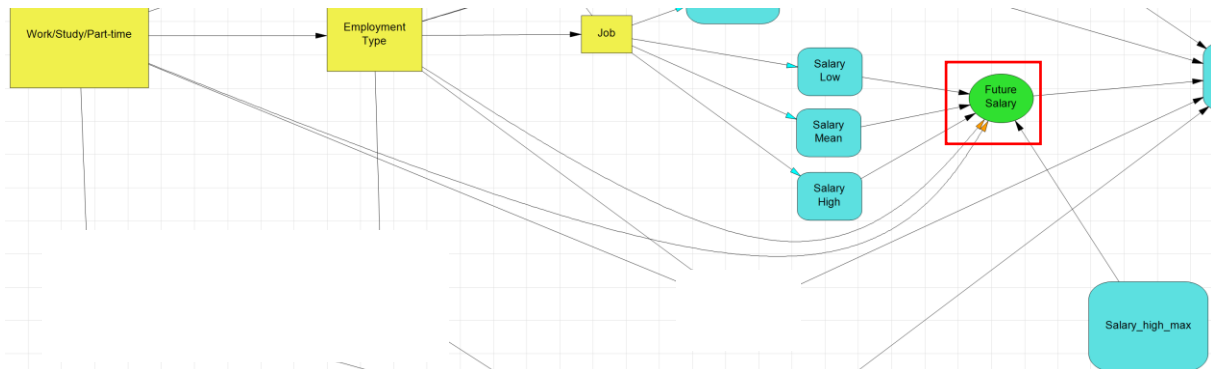 Work/Study/Part-time
Employment
Type
Job
Salary
Low
Future
Salary
Salary
Mean
Salary
High
Salary_high_max